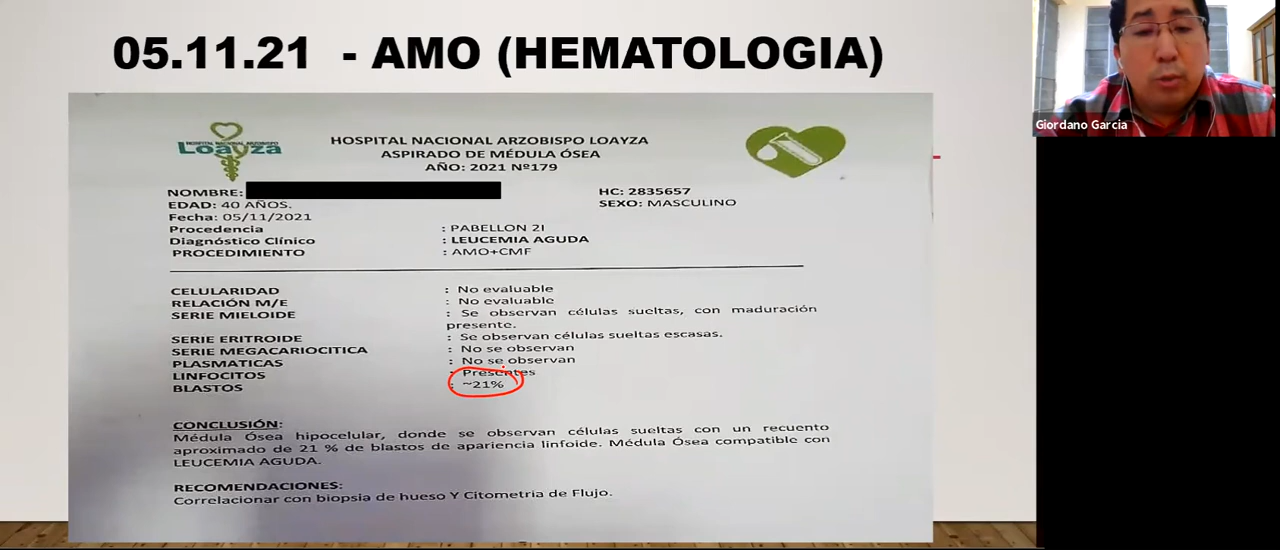 05.11.21 - AMO (HEMATOLOGIA)
Giordano Garcia
HOSPITAL NACIONAL ARZOBISPO
Loayza
HOSPITAL NACIONAL ARZOBISPO LOAYZA
ASPIRADO DE MÉDULA ÓSEA
AÑO: 2021 Nº179
NOMBRE:
HC: 2835657
EDAD: 40 AÑOS.
SEXO: MASCULINO
Fecha: 05/11/2021
Procedencia : PABELLON 2I
Diagnóstico Clínico : LEUCEMIA AGUDA
PROCEDIMIENTO : AMO+CMF
CELULARIDAD : No evaluable
RELACIÓN M/E : No evaluable
SERIE MIELOIDE : Se observan células sueltas, con maduración
presente.
SERIE ERITROIDE : Se observan células sueltas escasas.
SERIE MEGACARIOCITICA : No se observan
PLASMATICAS : No se observan
LINFOCITOS : Presentes
BLASTOS : ~21%
CONCLUSIÓN:
Médula Ósea hipocelular, donde se observan células sueltas con un recuento
aproximado de 21 % de blastos de apariencia linfoide. Médula Ósea compatible con
LEUCEMIA AGUDA.
RECOMENDACIONES:
Correlacionar con biopsia de hueso Y Citometria de Flujo.